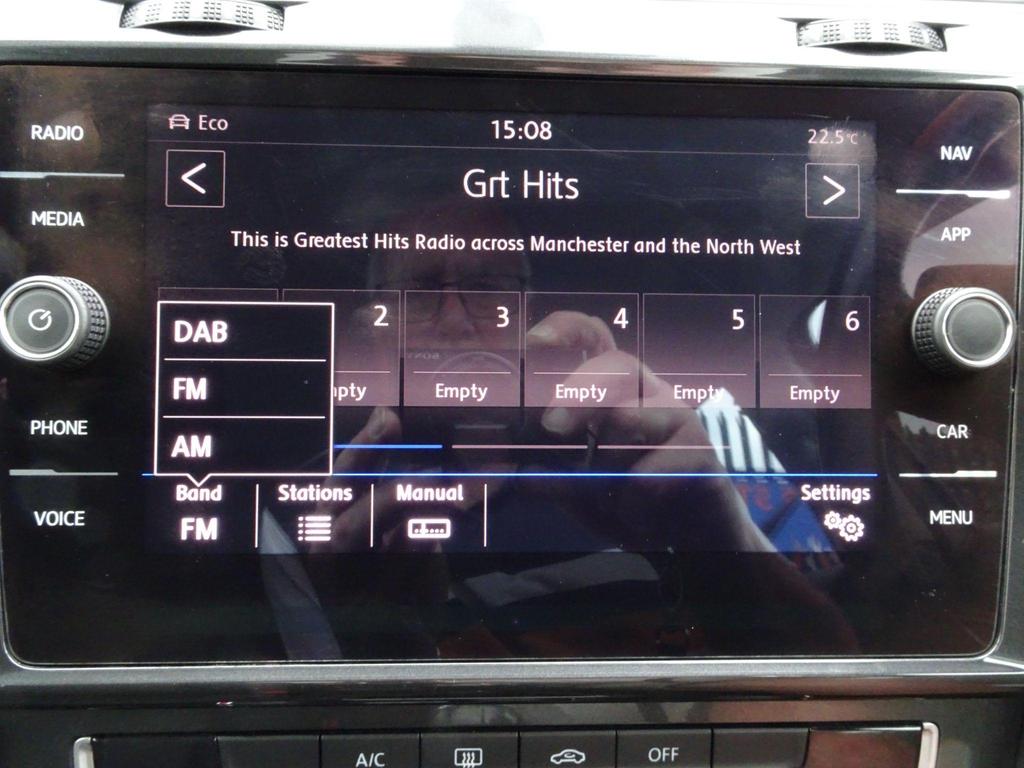 RADIO
MEDIA
PHONE
VOICE
Eco
15:08
22.5°C
<
Grt Hits
>
This is Greatest Hits Radio across Manchester and the North West
2
3
4
5
6
pty
Empty
Empty
Empty
Empty
DAB
FM
AM
Band
FM
Stations
Manual
Settings
NAV
APP
CAR
MENU
A/C
OFF